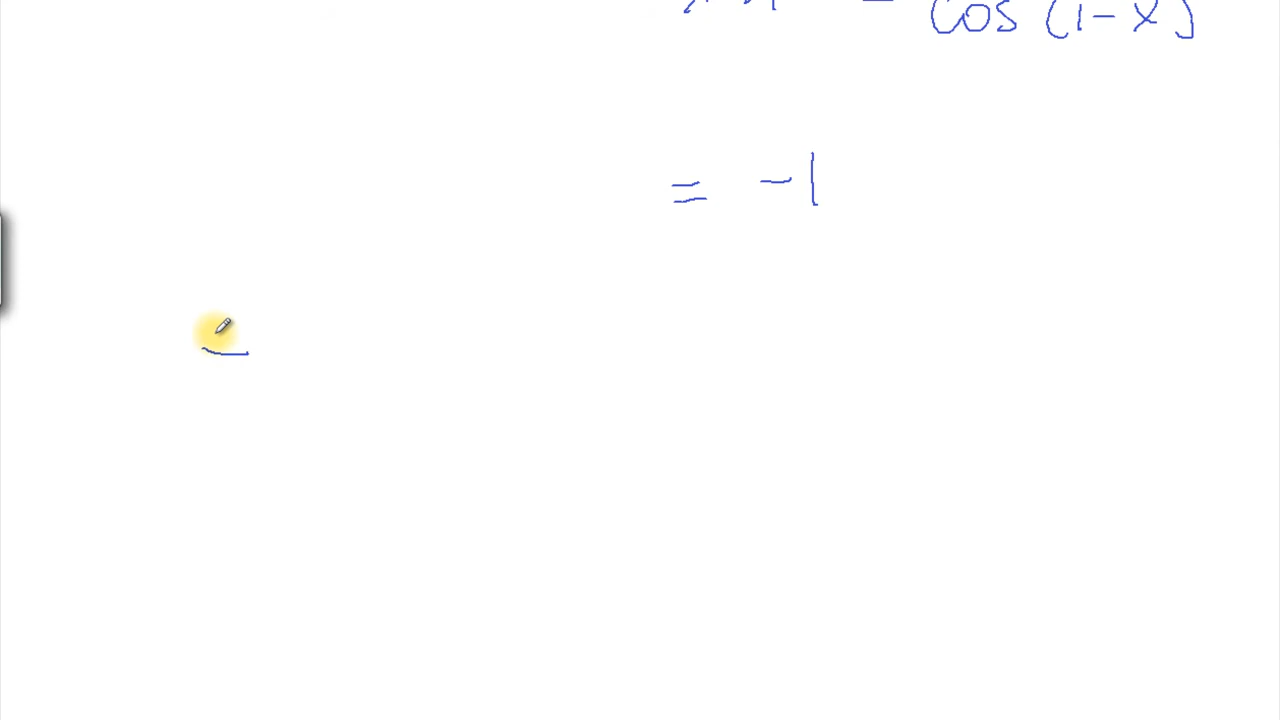 cos (1-x)
= -1